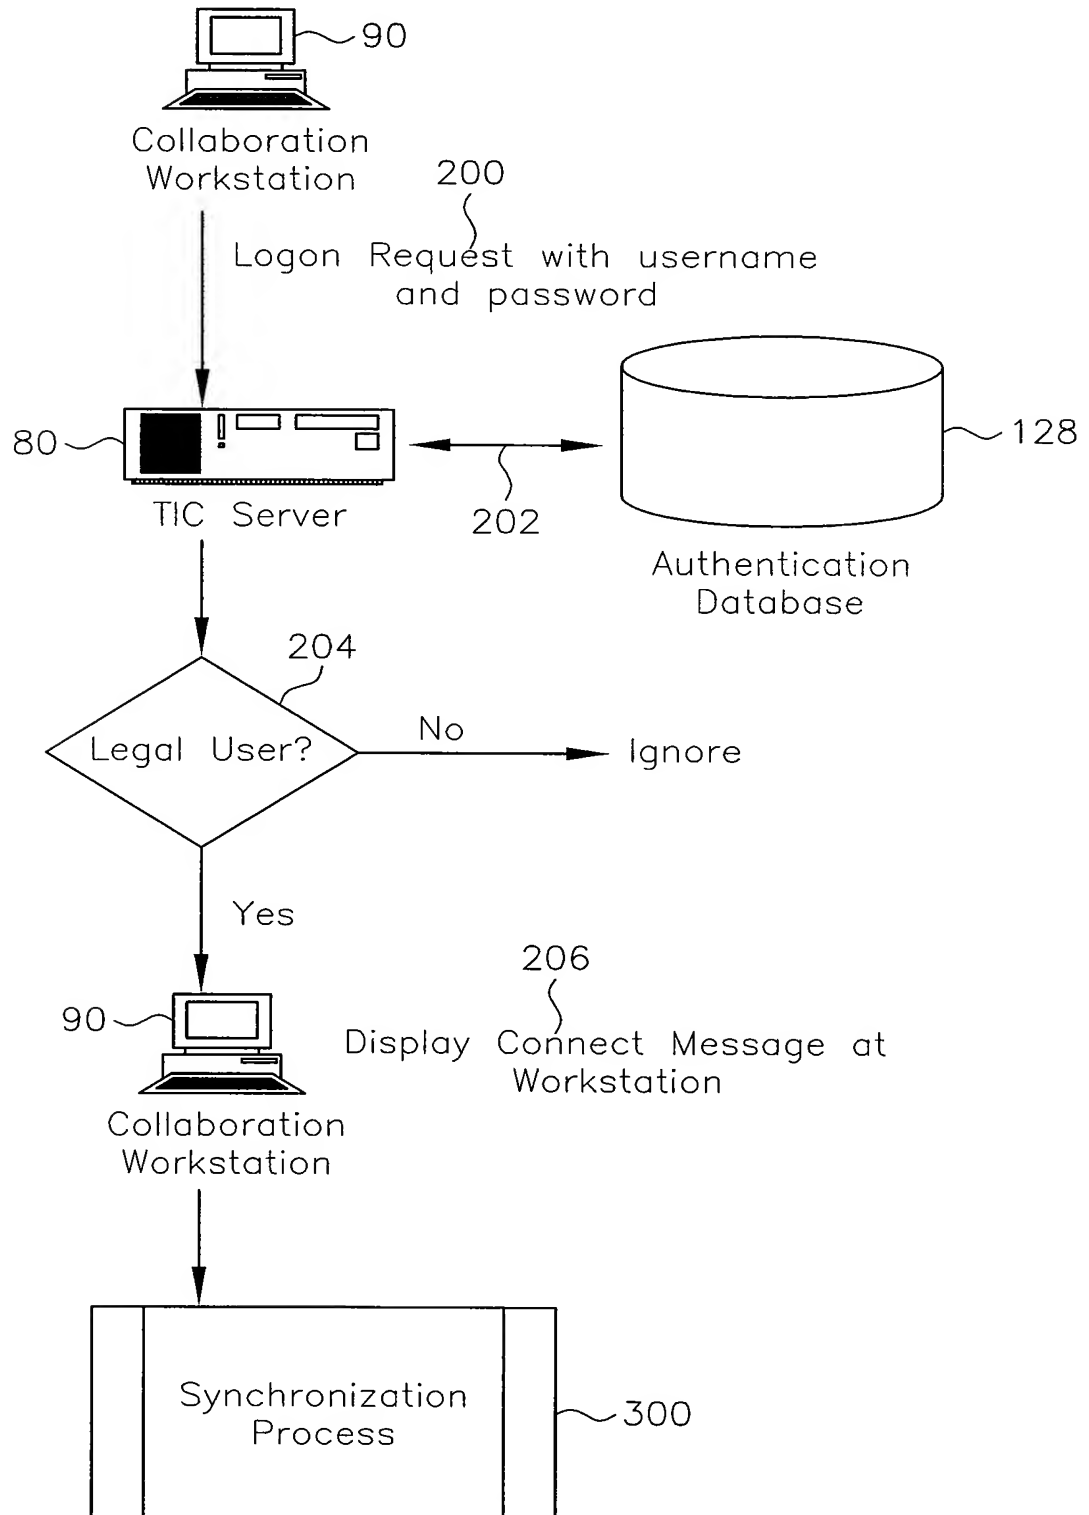 90
Collaboration
Workstation
200
Logon Request with username
and password
80
128
202
TIC Server
Authentication
Database
204
Legal User?
No
Ignore
Yes
206
90
Display Connect Message at
Workstation
Collaboration
Workstation
Synchronization
Process
300